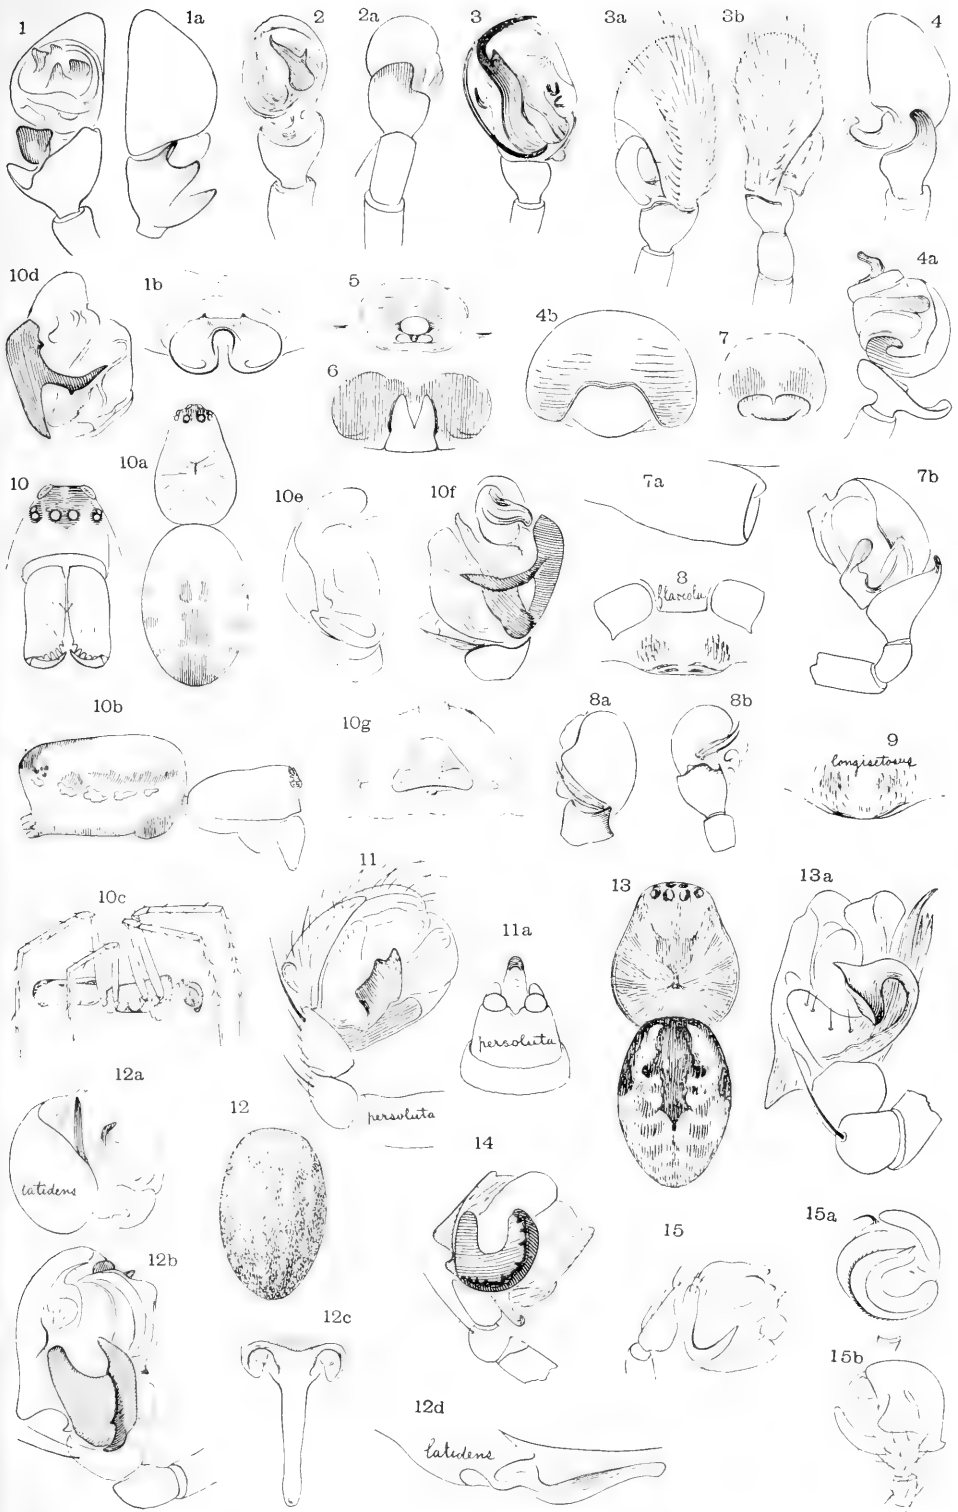 1
1a
2
2a
3
3a
3b
4
10d
1b
5
4b
7
4a
6
10a
10
10e
10f
7a
7b
8
flaveola
10b
10g
8a
8b
9
longisetosus
10c
11
11a
13
13a
persoluta
12a
12
persoluta
latidens
14
12b
15
15a
12c
15b
12d
latidens